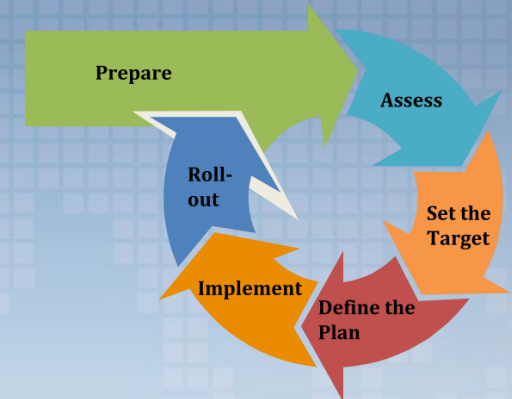 Prepare
Assess
Set the
Target
Define the
Plan
Implement
Roll-
out